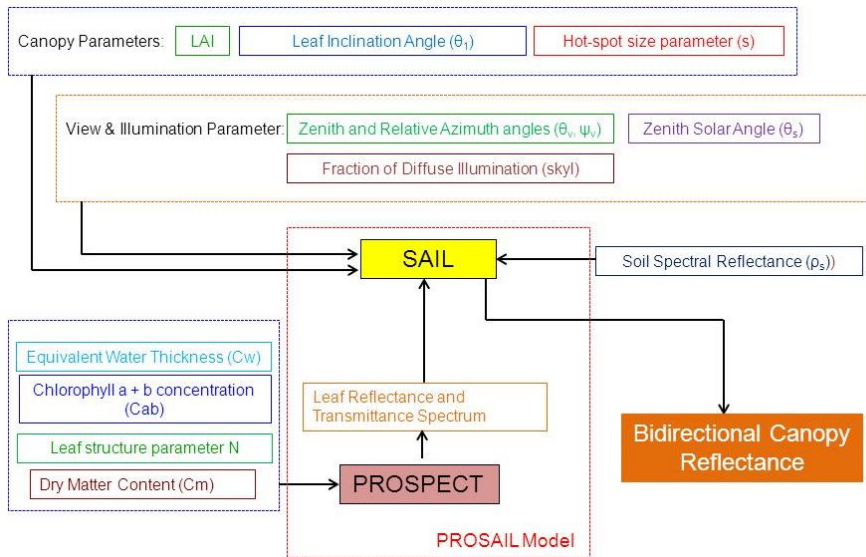 Canopy Parameters: LAI Leaf Inclination Angle (θ₁) Hot-spot size parameter (s)
View & Illumination Parameter: Zenith and Relative Azimuth angles (θᵥ, ψᵥ) Zenith Solar Angle (θₛ)
Fraction of Diffuse Illumination (skyl)
SAIL
Soil Spectral Reflectance (ρₛ))
Equivalent Water Thickness (Cw)
Chlorophyll a + b concentration
(Cab)
Leaf structure parameter N
Dry Matter Content (Cm)
Leaf Reflectance and
Transmittance Spectrum
PROSPECT
PROSAIL Model
Bidirectional Canopy
Reflectance